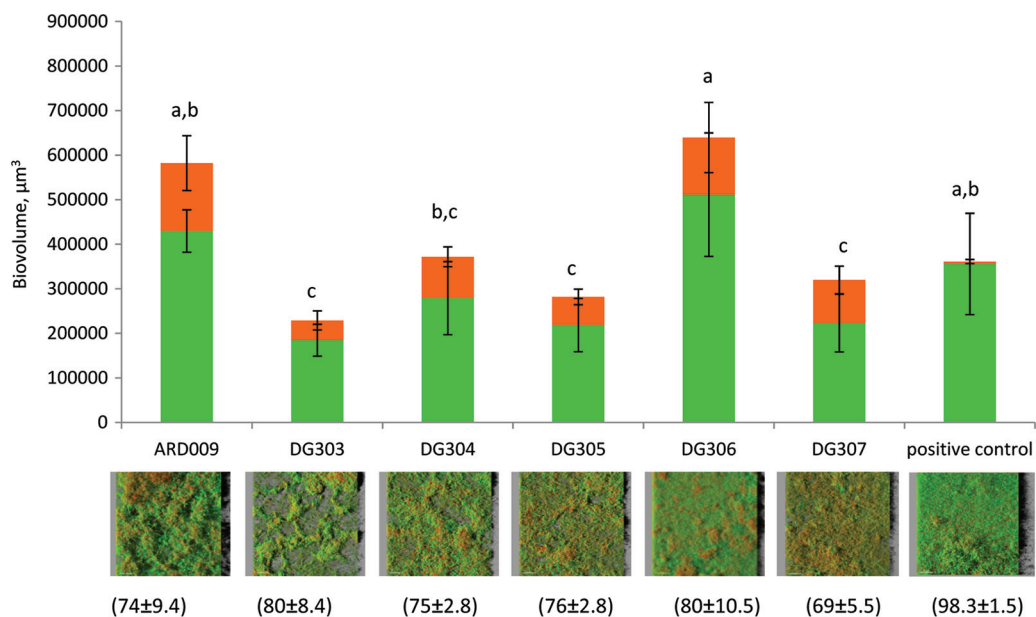 900000
800000
700000
600000
500000
400000
300000
200000
100000
0
Biovolume, µm³
a,b
c
b,c
c
a
c
a,b
ARD009 DG303 DG304 DG305 DG306 DG307 positive control
(74±9.4) (80±8.4) (75±2.8) (76±2.8) (80±10.5) (69±5.5) (98.3±1.5)